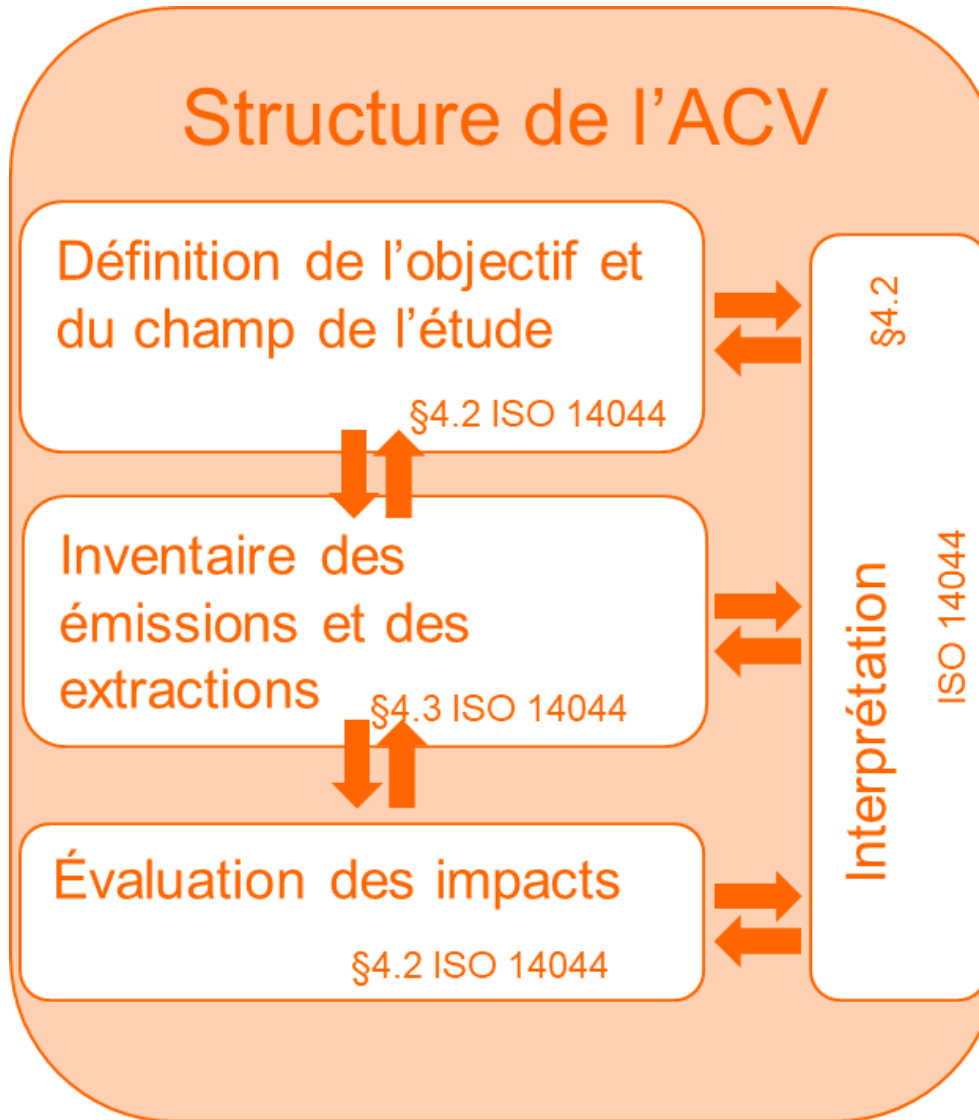 Structure de l’ACV
Définition de l’objectif et
du champ de l’étude
§4.2 ISO 14044
Inventaire des
émissions et des
extractions
§4.3 ISO 14044
Évaluation des impacts
§4.2 ISO 14044
Interprétation
§4.2
ISO 14044